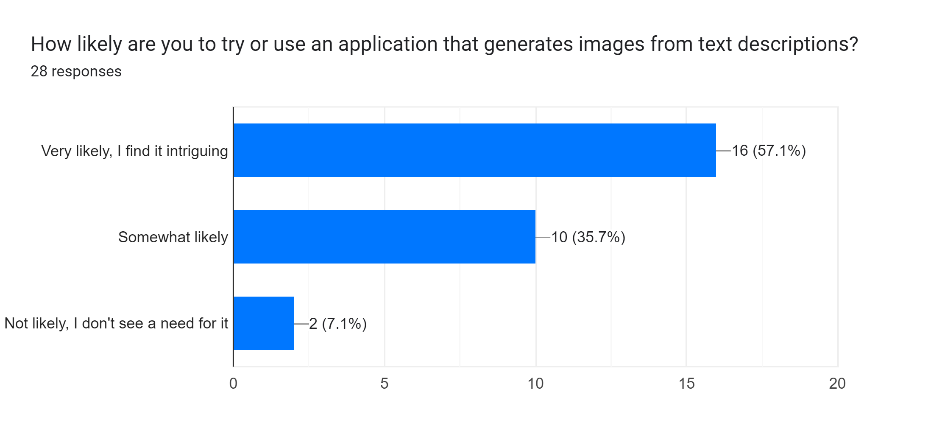 How likely are you to try or use an application that generates images from text descriptions?
28 responses
Very likely, I find it intriguing
16 (57.1%)
Somewhat likely
10 (35.7%)
Not likely, I don't see a need for it
2 (7.1%)
0 5 10 15 20